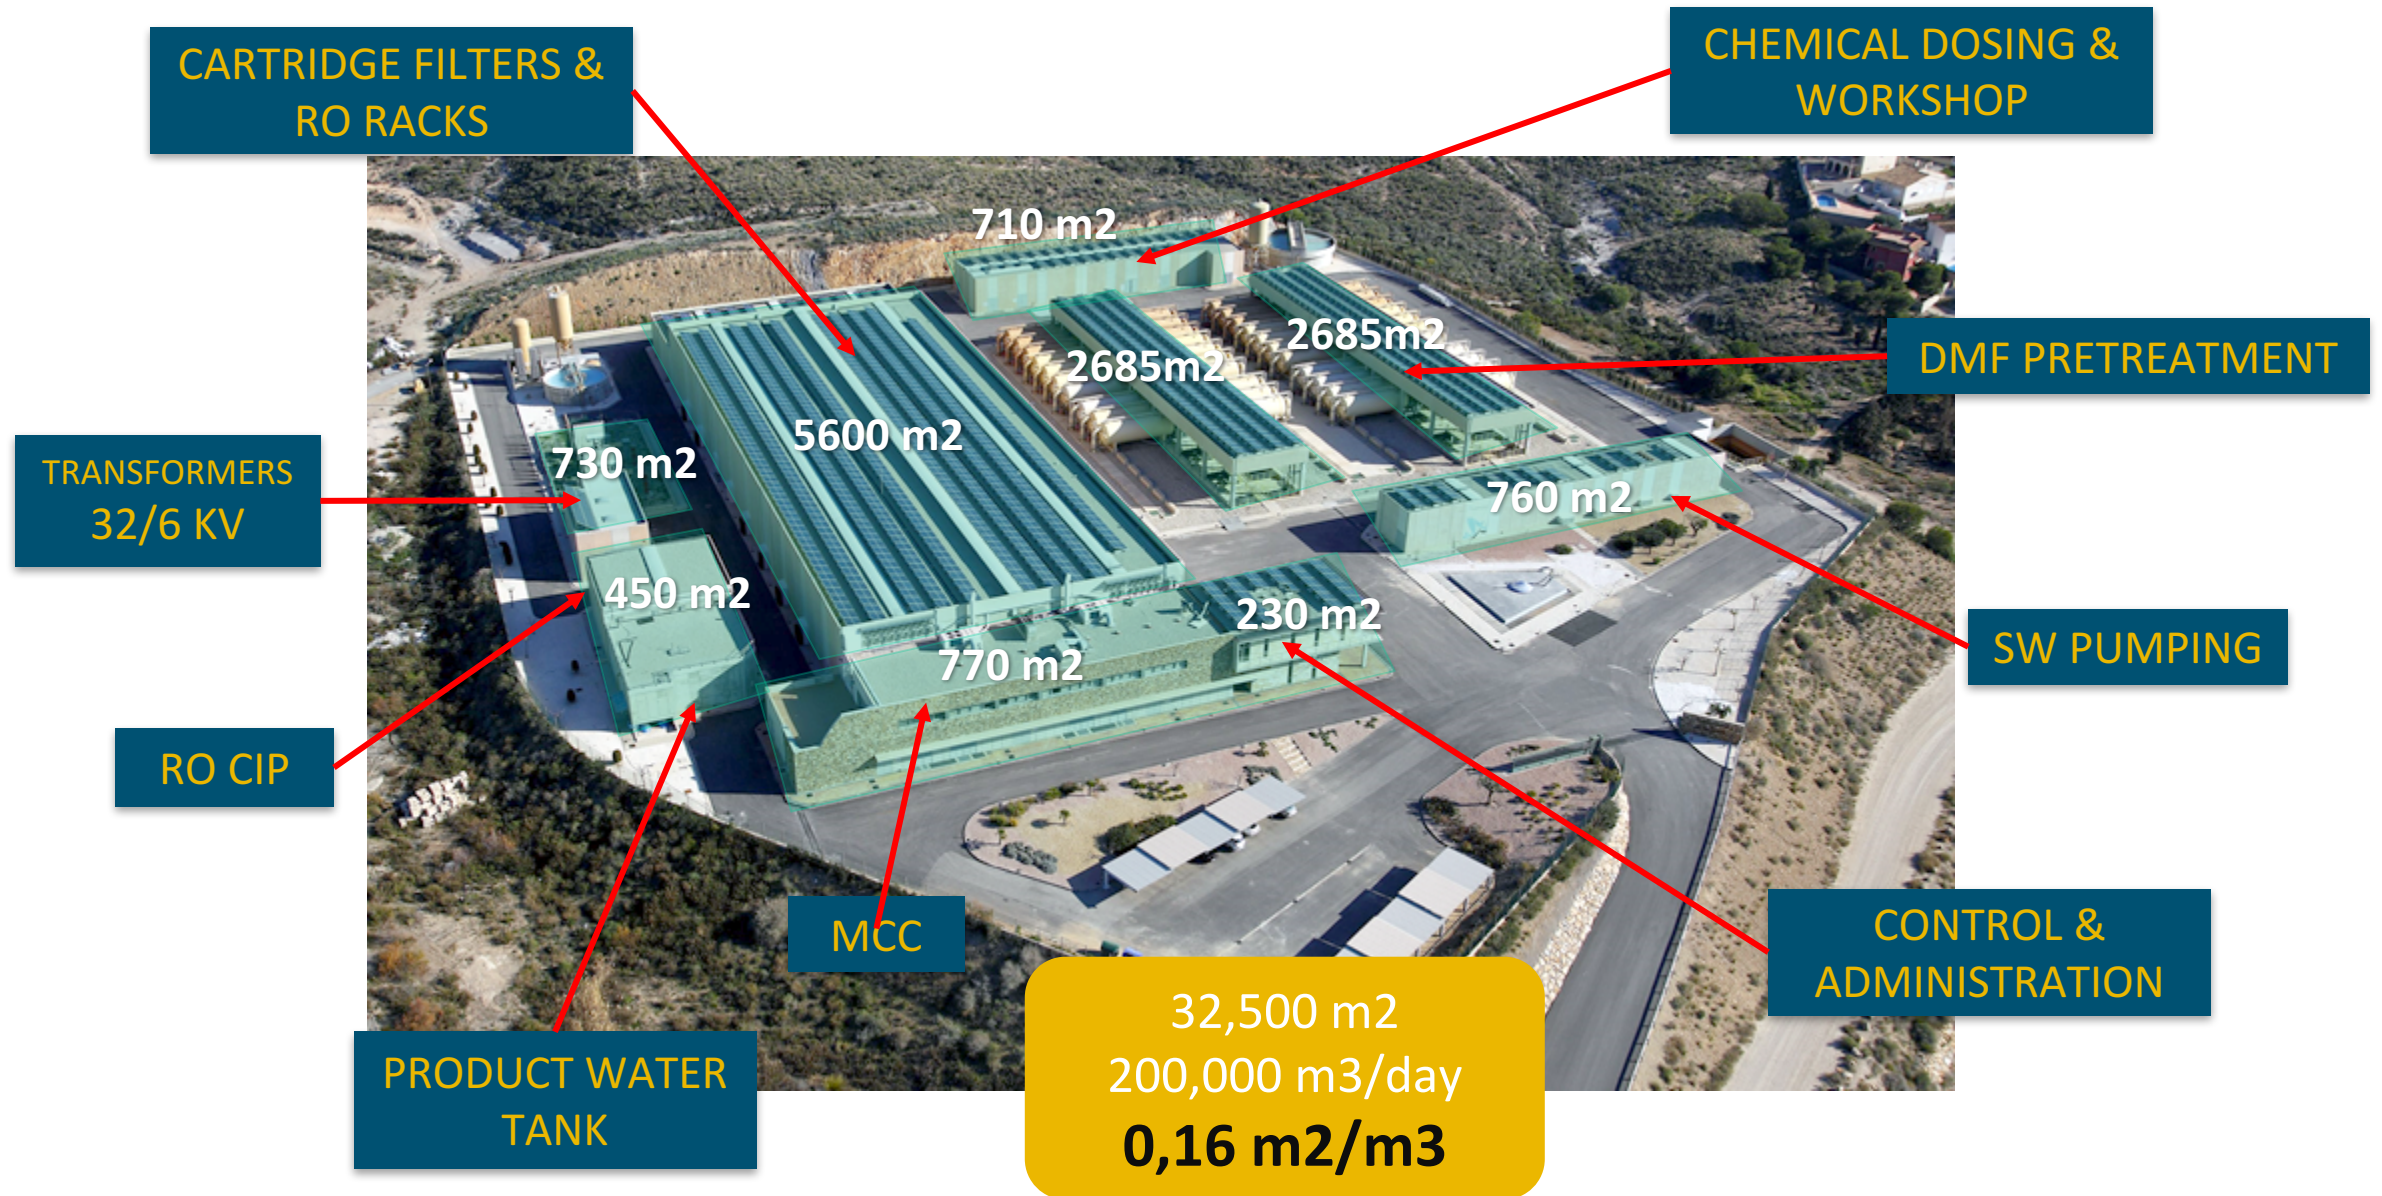 CARTRIDGE FILTERS &
RO RACKS
CHEMICAL DOSING &
WORKSHOP
710 m2
2685m2
2685m2
DMF PRETREATMENT
5600 m2
730 m2
TRANSFORMERS
32/6 KV
760 m2
450 m2
230 m2
770 m2
SW PUMPING
RO CIP
MCC
CONTROL &
ADMINISTRATION
PRODUCT WATER
TANK
32,500 m2
200,000 m3/day
0,16 m2/m3